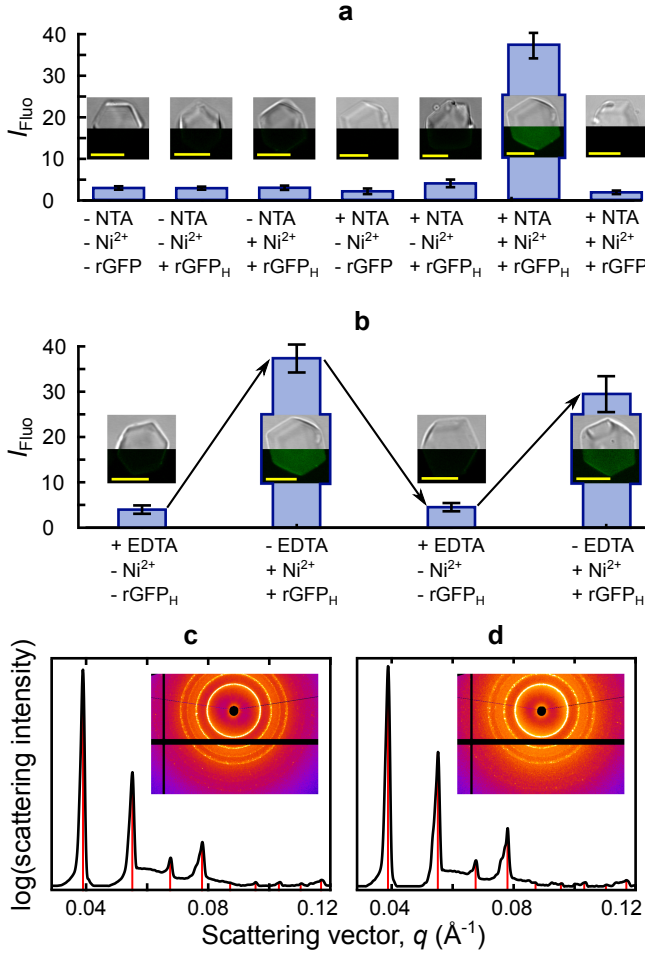 a
I_Fluo
40
30
20
10
0
- NTA - NTA - NTA + NTA + NTA + NTA + NTA
- Ni²⁺ - Ni²⁺ + Ni²⁺ - Ni²⁺ - Ni²⁺ + Ni²⁺ + Ni²⁺
- rGFP + rGFP_H + rGFP_H - rGFP + rGFP_H + rGFP_H + rGFP
b
I_Fluo
40
30
20
10
0
+ EDTA - EDTA + EDTA - EDTA
- Ni²⁺ + Ni²⁺ - Ni²⁺ + Ni²⁺
- rGFP_H + rGFP_H - rGFP_H + rGFP_H
c d
log(scattering intensity)
0.04 0.08 0.12 0.04 0.08 0.12
Scattering vector, q (Å⁻¹)